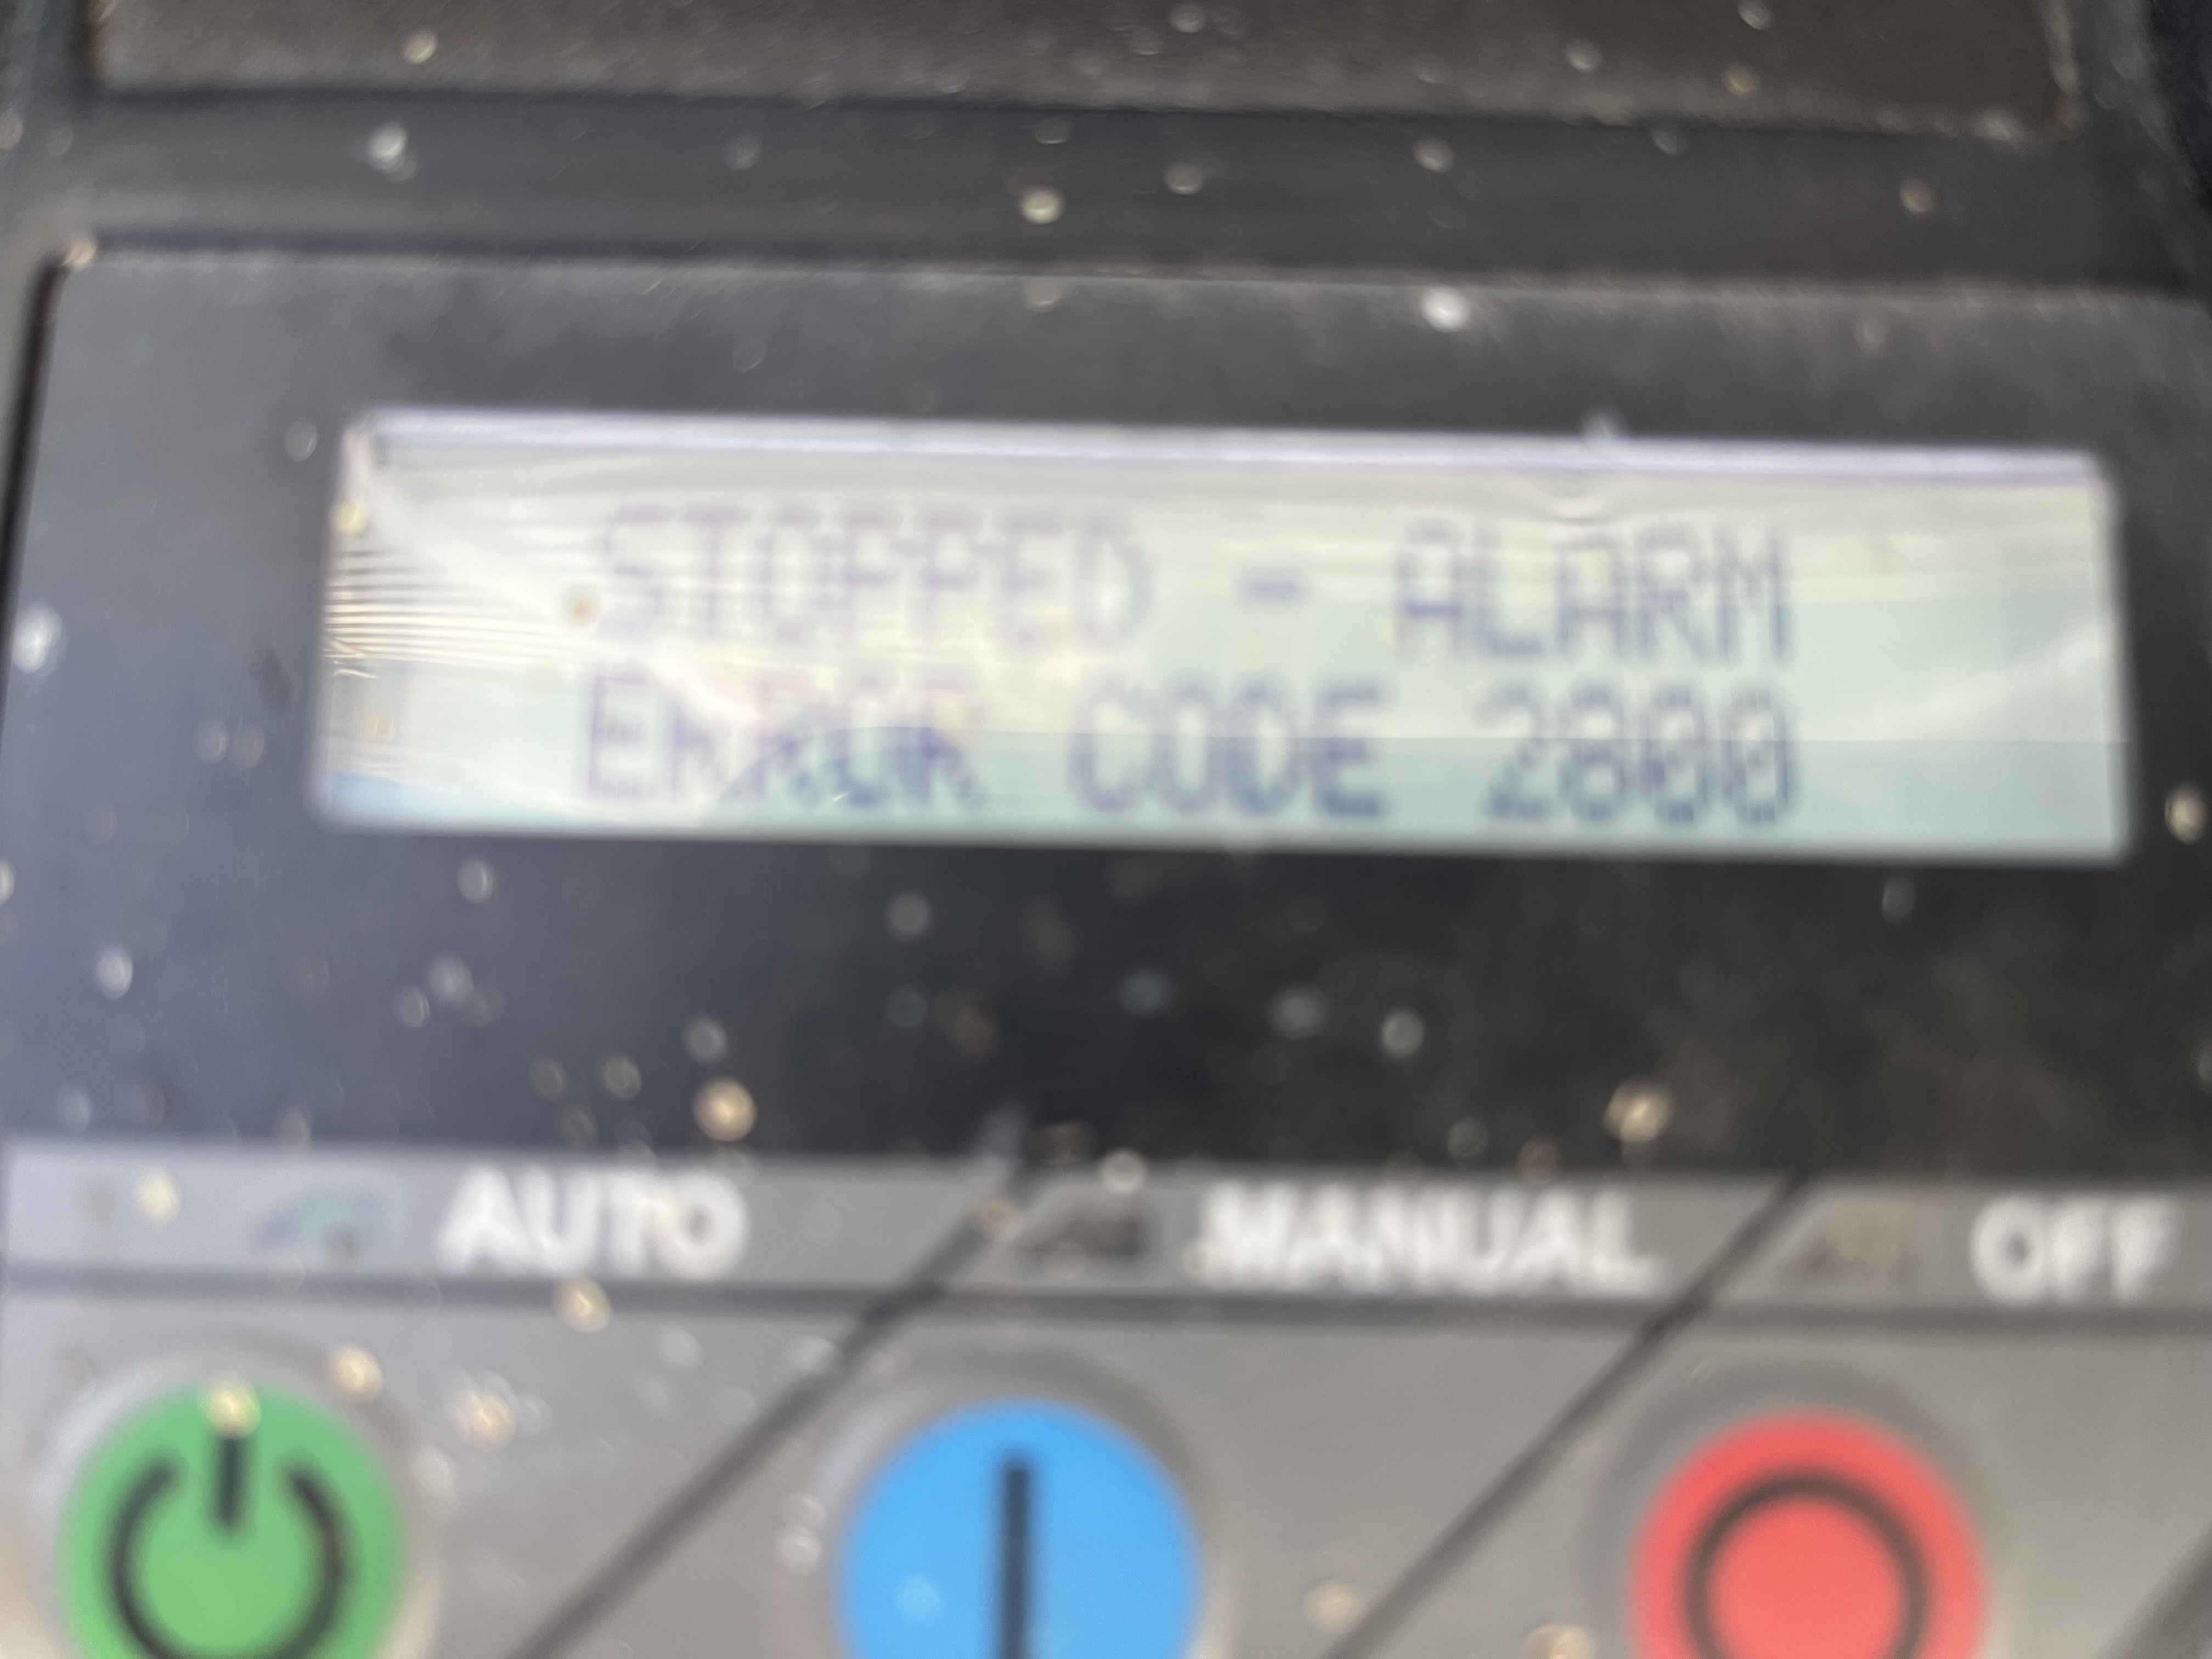 STOPPED - ALARM
ERROR CODE 2800
AUTO MANUAL OFF